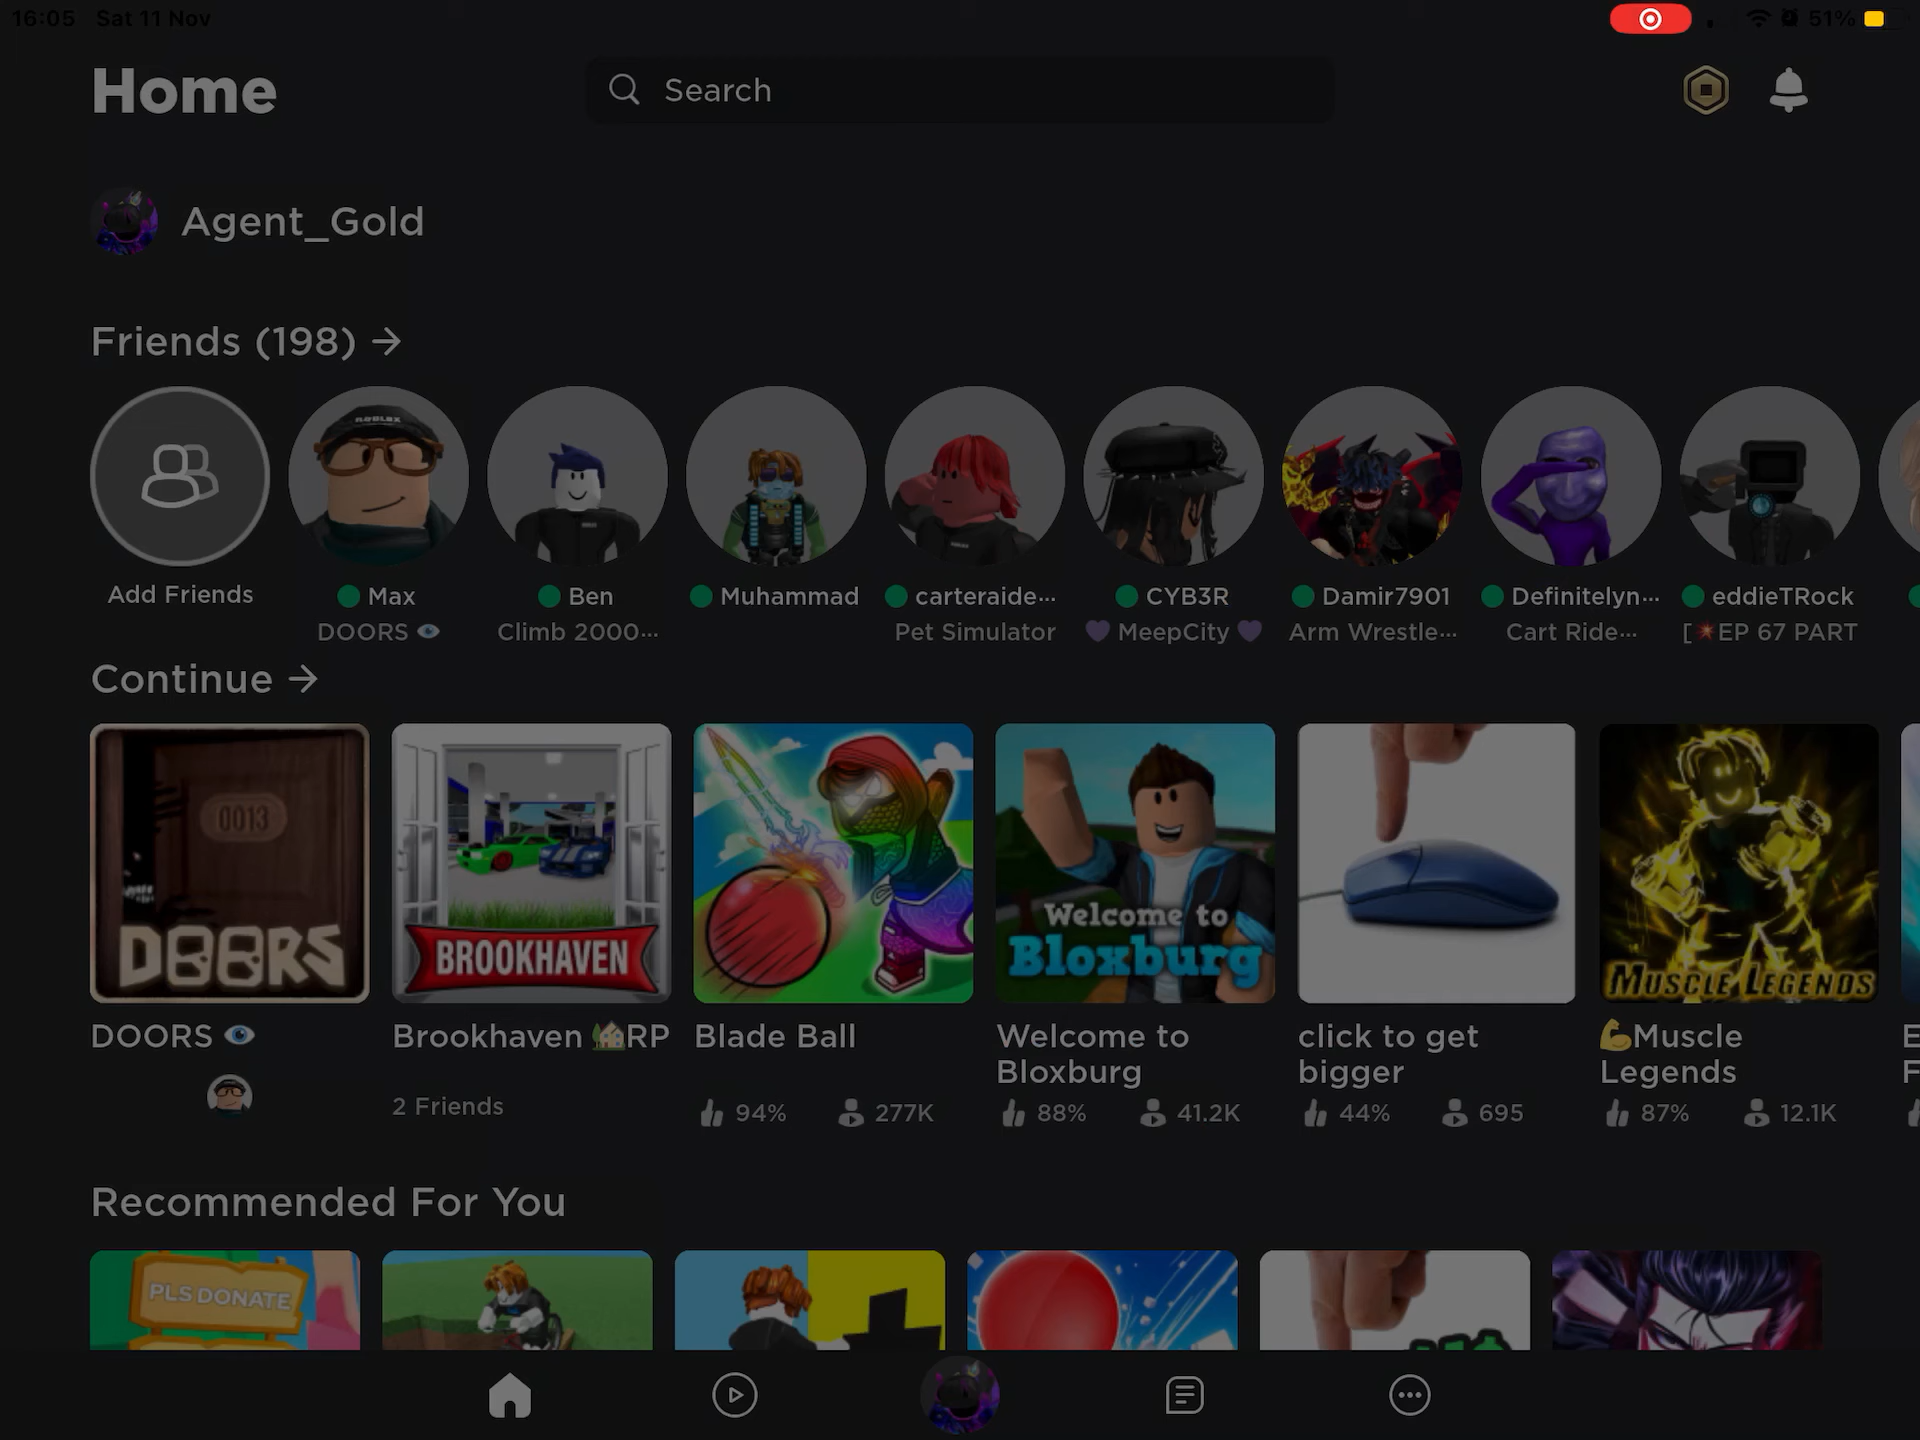 16:05 Sat 11 Nov
51%
Home
Search
Agent_Gold
Friends (198) →
ROBLOX
Add Friends
Max
Ben
Muhammad
carteraide...
CYB3R
Damir7901
Definitelyn...
eddieTRock
DOORS 👁
Climb 2000...
Pet Simulator
💜 MeepCity 💜
Arm Wrestle...
Cart Ride...
[💥EP 67 PART
Continue →
0013
DOORS
BROOKHAVEN
Welcome to
Bloxburg
MUSCLE LEGENDS
DOORS 👁
Brookhaven 🏡RP
Blade Ball
Welcome to
Bloxburg
click to get
bigger
💪Muscle
Legends
2 Friends
94% 277K
88% 41.2K
44% 695
87% 12.1K
Recommended For You
PLS DONATE